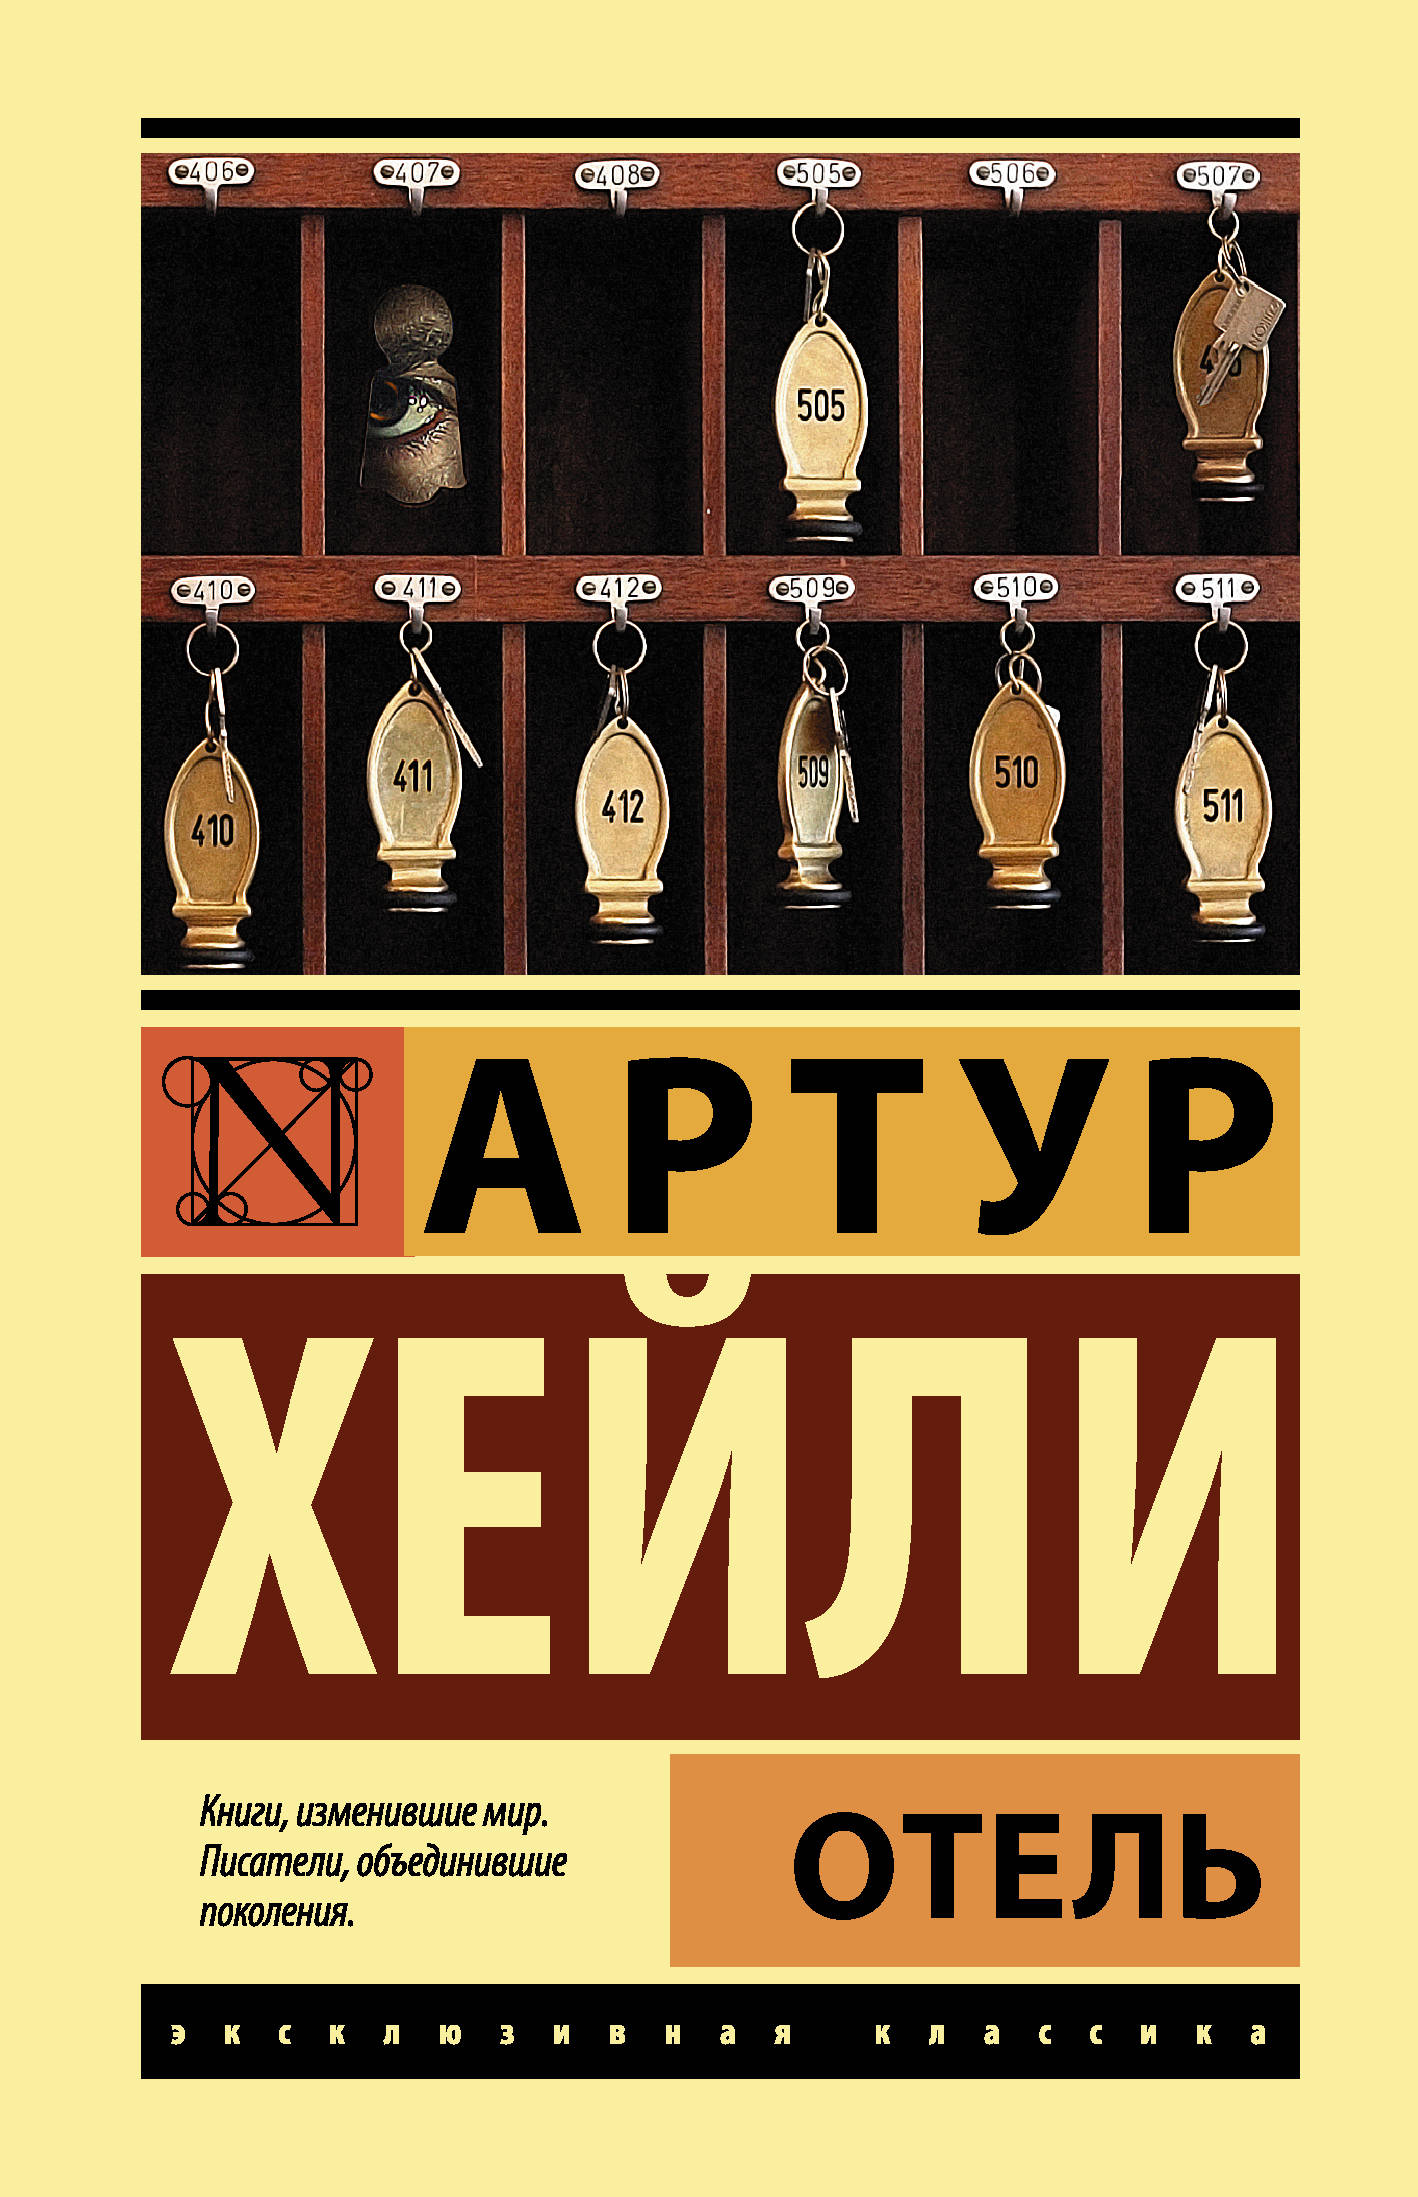 406 407 408 505 506 507
505
410 411 412 509 510 511
410 411 412 509 510 511
N АРТУР
ХЕЙЛИ
Книги, изменившие мир.
Писатели, объединившие
поколения.
ОТЕЛЬ
эксклюзивная классика